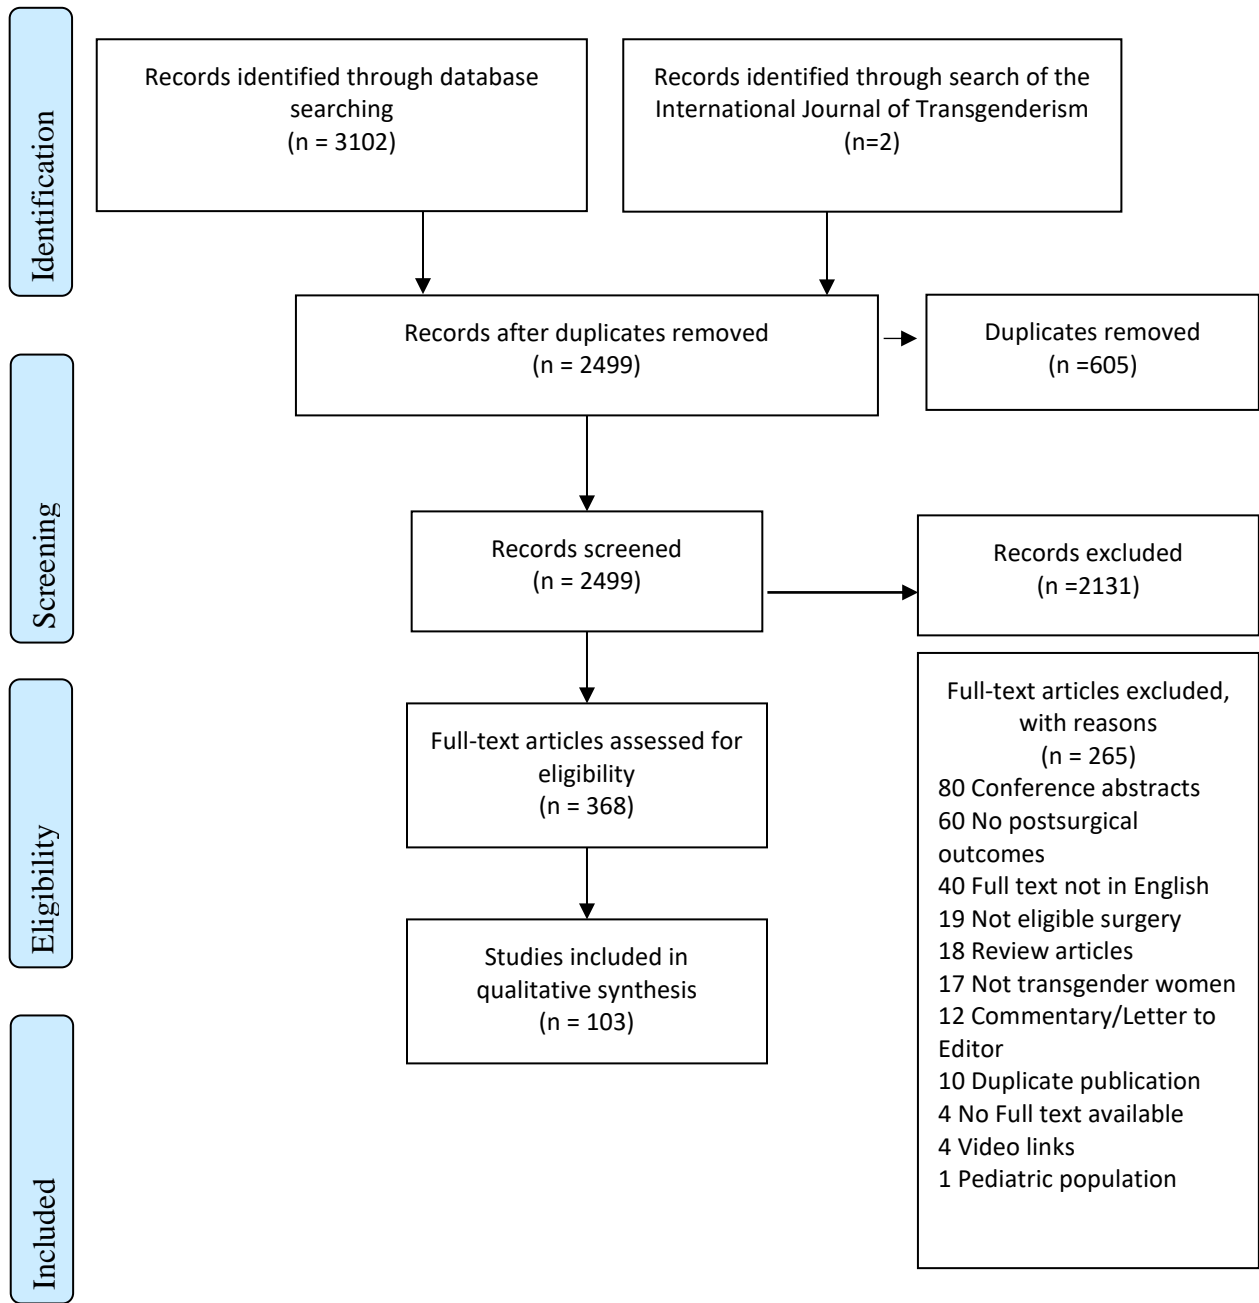 Identification
Records identified through database
searching
(n = 3102)
Records identified through search of the
International Journal of Transgenderism
(n=2)
Records after duplicates removed
(n = 2499)
Duplicates removed
(n =605)
Screening
Records screened
(n = 2499)
Records excluded
(n =2131)
Eligibility
Full-text articles assessed for
eligibility
(n = 368)
Full-text articles excluded,
with reasons
(n = 265)
80 Conference abstracts
60 No postsurgical
outcomes
40 Full text not in English
19 Not eligible surgery
18 Review articles
17 Not transgender women
12 Commentary/Letter to
Editor
10 Duplicate publication
4 No Full text available
4 Video links
1 Pediatric population
Studies included in
qualitative synthesis
(n = 103)
Included